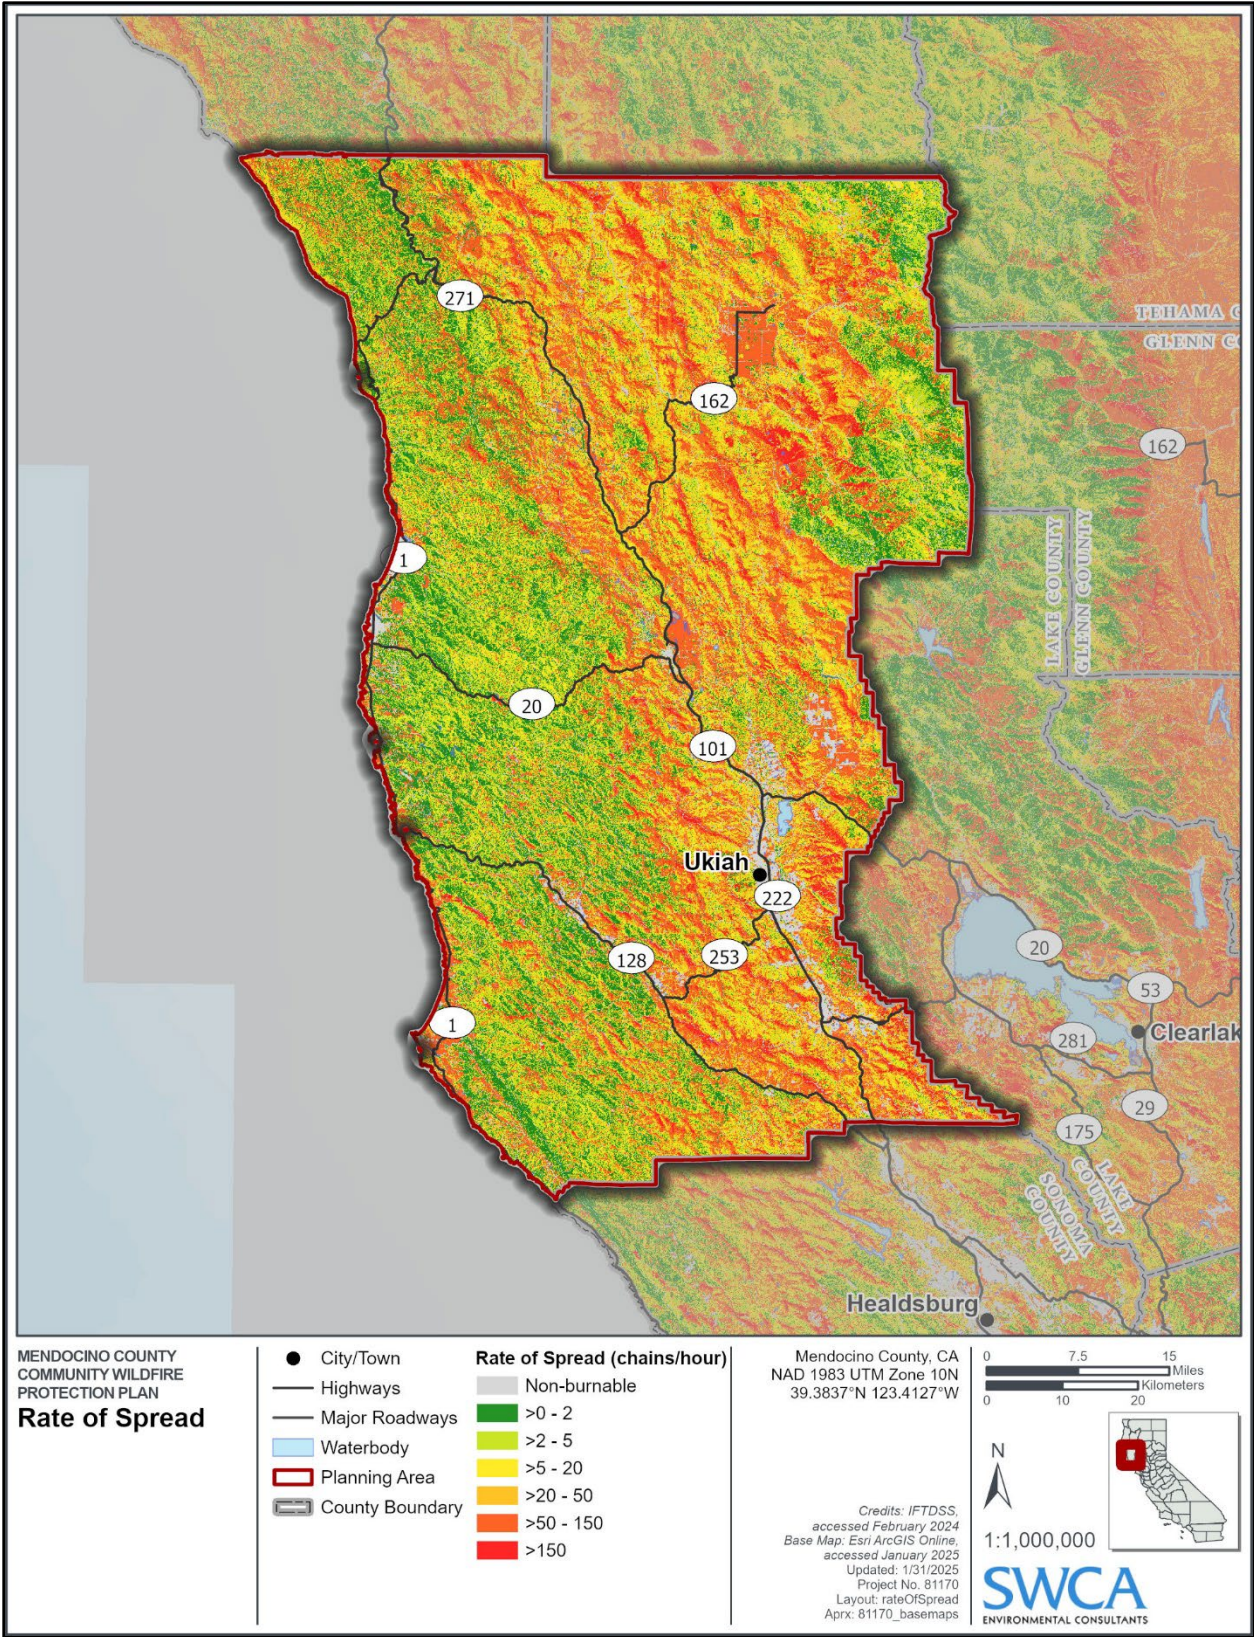 TEHAMA C
GLENN CO
271
162
162
1
LAKE COUNTY
GLENN COUNTY
20
101
Ukiah
222
128
253
20
53
1
281
Clearlak
29
175
LAKE
COUNTY
SONOMA
COUNTY
Healdsburg
MENDOCINO COUNTY
COMMUNITY WILDFIRE
PROTECTION PLAN
Rate of Spread
City/Town
Highways
Major Roadways
Waterbody
Planning Area
County Boundary
Rate of Spread (chains/hour)
Non-burnable
>0 - 2
>2 - 5
>5 - 20
>20 - 50
>50 - 150
>150
Mendocino County, CA
NAD 1983 UTM Zone 10N
39.3837°N 123.4127°W
Credits: IFTDSS,
accessed February 2024
Base Map: Esri ArcGIS Online,
accessed January 2025
Updated: 1/31/2025
Project No. 81170
Layout: rateOfSpread
Aprx: 81170_basemaps
0 7.5 15
Miles
Kilometers
0 10 20
N
1:1,000,000
SWCA
ENVIRONMENTAL CONSULTANTS